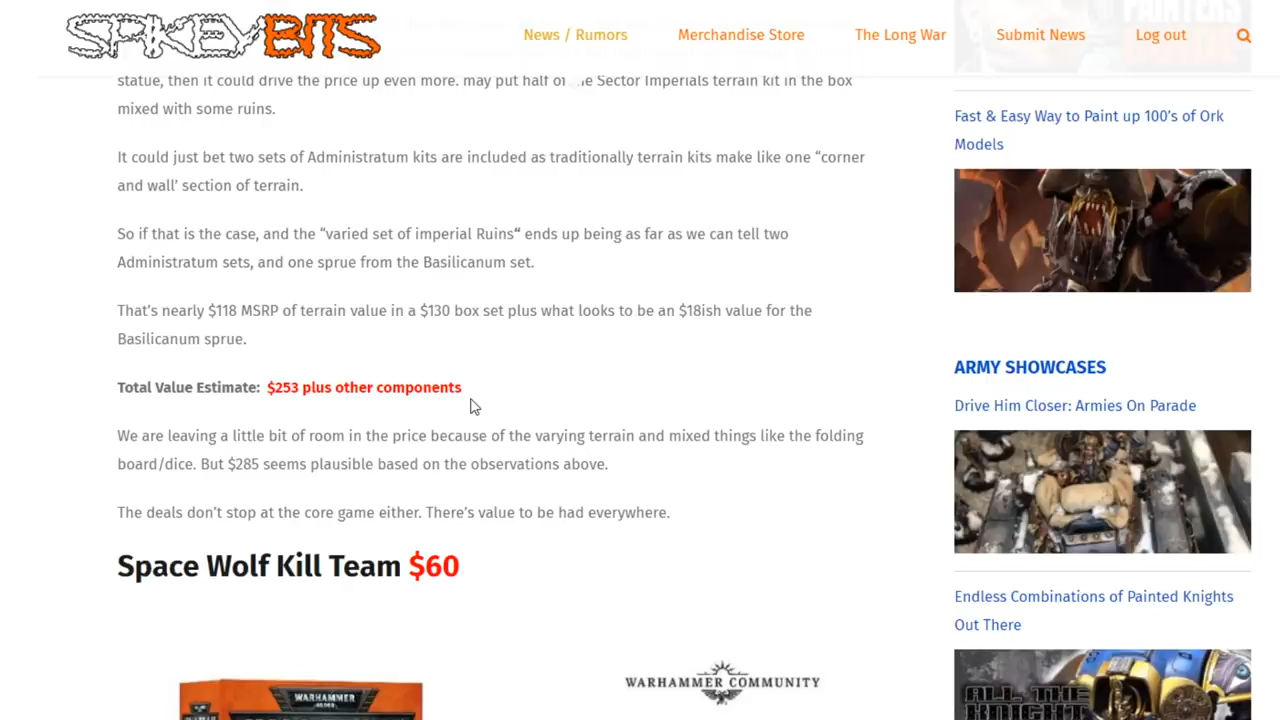 SPIKEYBITS
News / Rumors
Merchandise Store
The Long War
Submit News
Log out
PAINTERS
statue, then it could drive the price up even more. may put half of Sector Imperials terrain kit in the box
mixed with some ruins.
It could just bet two sets of Administratum kits are included as traditionally terrain kits make like one “corner
and wall’ section of terrain.
So if that is the case, and the “varied set of imperial Ruins“ ends up being as far as we can tell two
Administratum sets, and one sprue from the Basilicanum set.
That’s nearly $118 MSRP of terrain value in a $130 box set plus what looks to be an $18ish value for the
Basilicanum sprue.
Total Value Estimate: $253 plus other components
We are leaving a little bit of room in the price because of the varying terrain and mixed things like the folding
board/dice. But $285 seems plausible based on the observations above.
The deals don’t stop at the core game either. There’s value to be had everywhere.
Space Wolf Kill Team $60
WARHAMMER
40,000
WARHAMMER COMMUNITY
Fast & Easy Way to Paint up 100’s of Ork
Models
ARMY SHOWCASES
Drive Him Closer: Armies On Parade
Endless Combinations of Painted Knights
Out There
ALL THE
KNIGHT